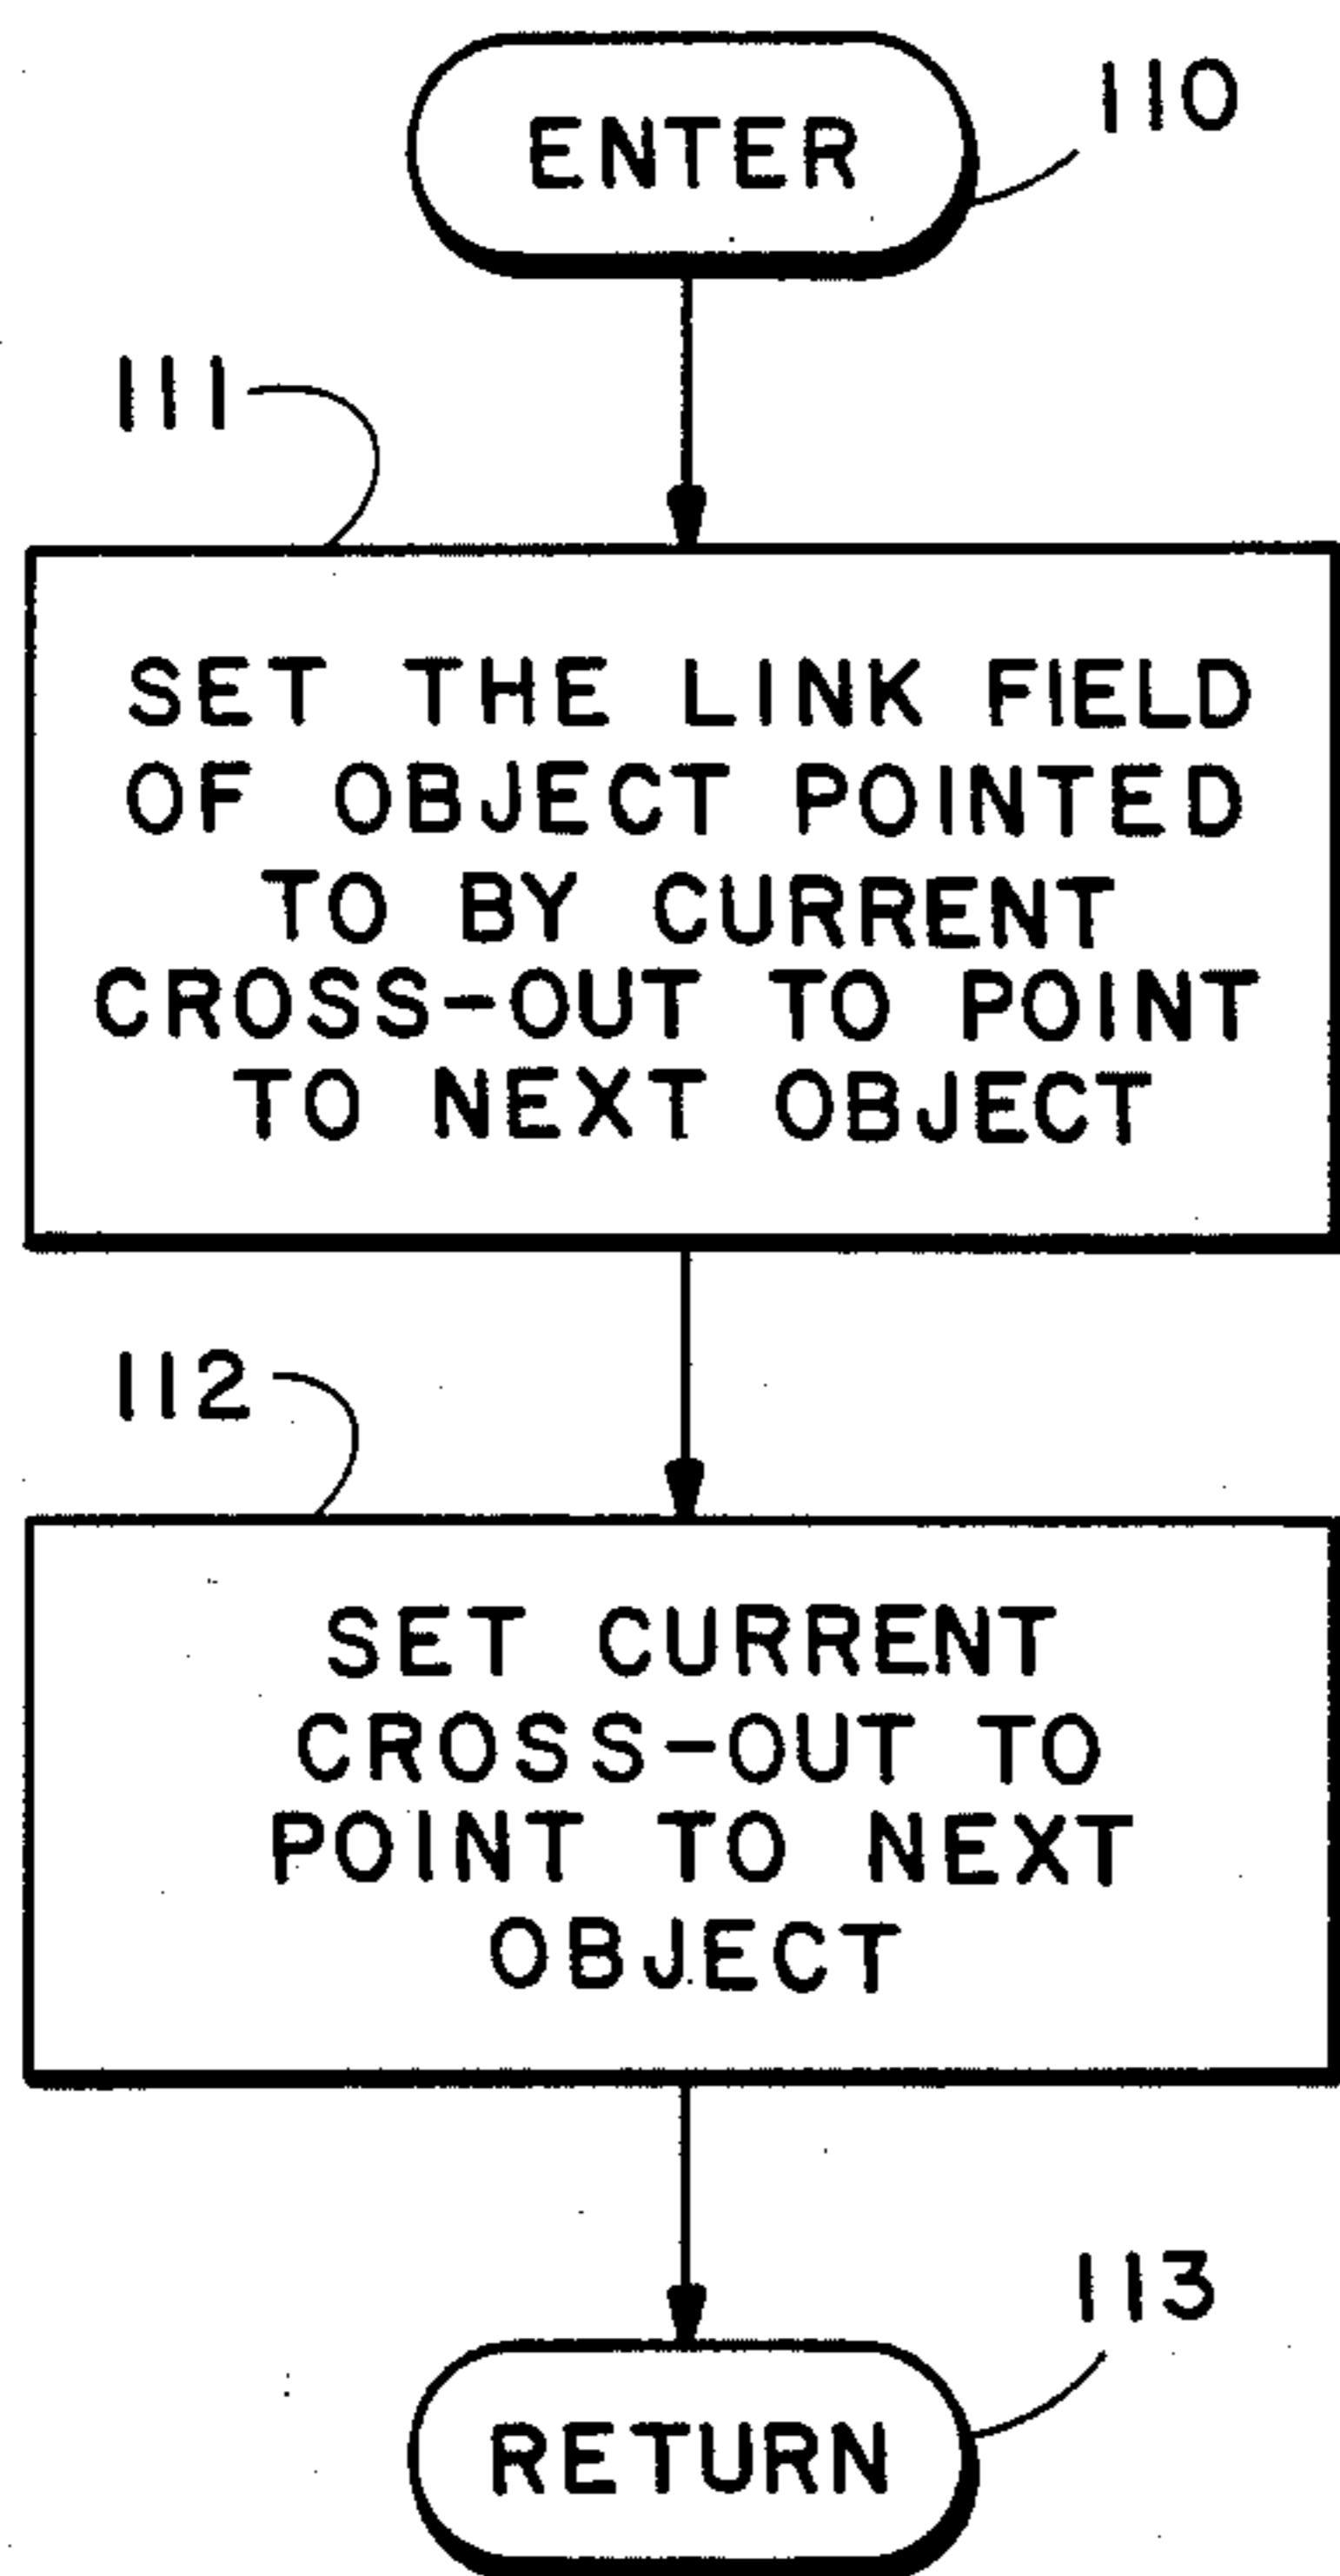 ENTER
110
111
SET THE LINK FIELD
OF OBJECT POINTED
TO BY CURRENT
CROSS-OUT TO POINT
TO NEXT OBJECT
112
SET CURRENT
CROSS-OUT TO
POINT TO NEXT
OBJECT
113
RETURN